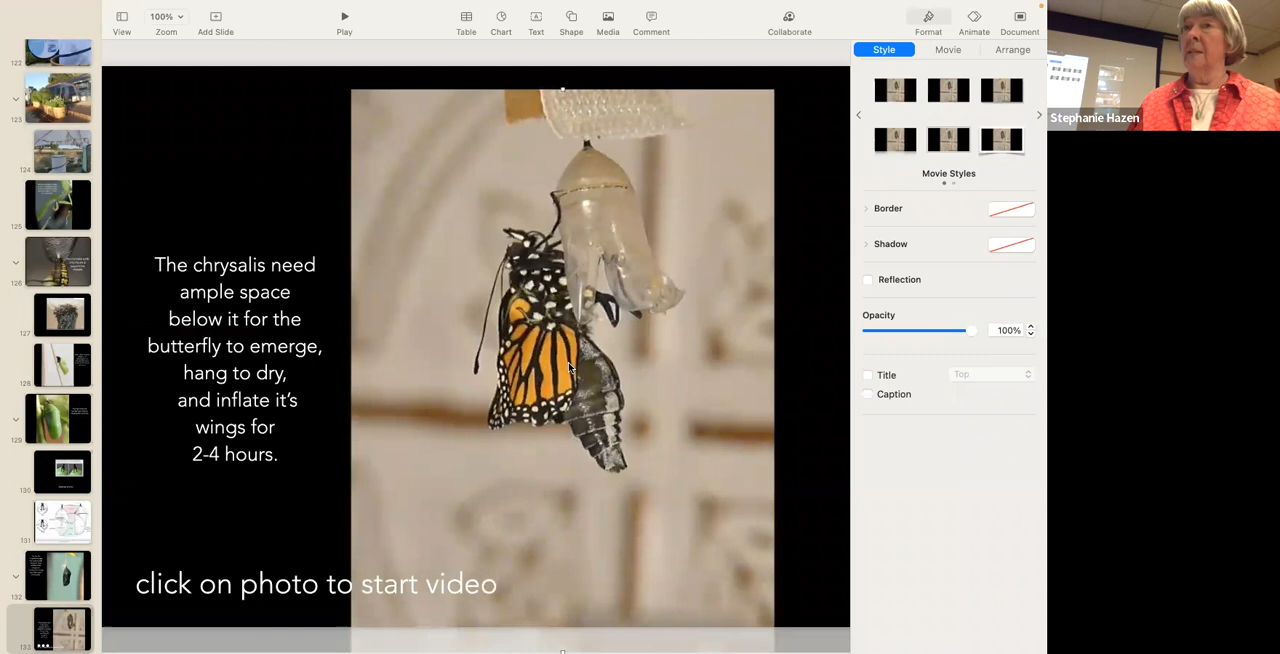 100%
View
Zoom
Add Slide
Play
Table
Chart
Text
Shape
Media
Comment
Collaborate
Format
Animate
Document
Style
Movie
Arrange
Stephanie Hazen
Movie Styles
Border
Shadow
Reflection
Opacity
100%
Title
Top
Caption
122
123
124
125
126
127
128
129
130
131
132
133
The chrysalis need
ample space
below it for the
butterfly to emerge,
hang to dry,
and inflate it's
wings for
2-4 hours.
click on photo to start video